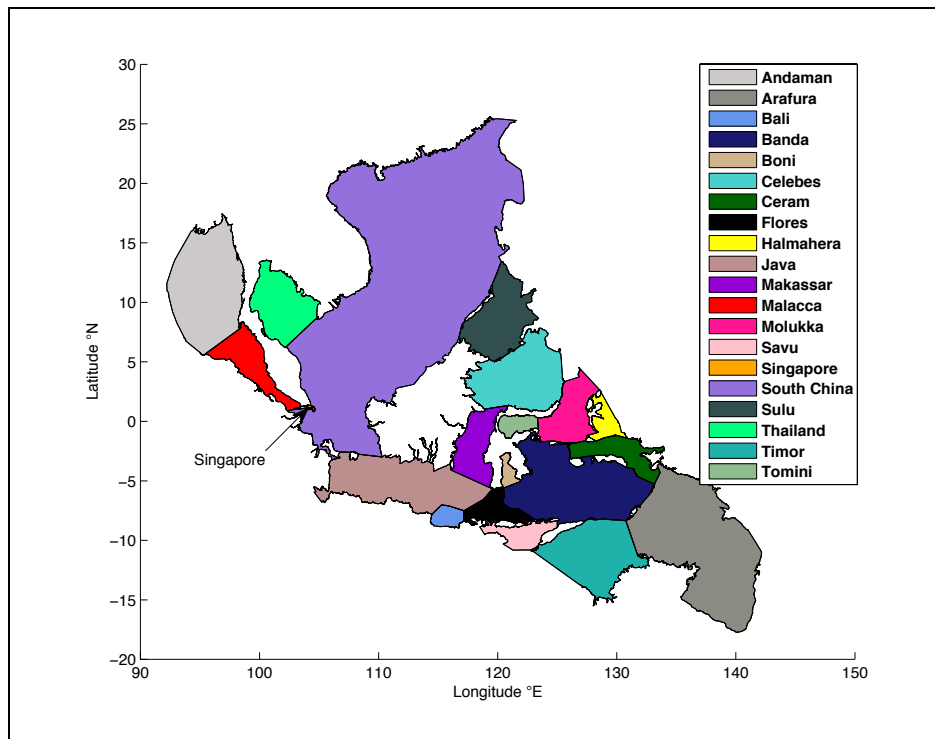 30
25
20
15
10
5
0
−5
−10
−15
−20
90
100
110
120
130
140
150
Latitude °N
Longitude °E
Singapore
Andaman
Arafura
Bali
Banda
Boni
Celebes
Ceram
Flores
Halmahera
Java
Makassar
Malacca
Molukka
Savu
Singapore
South China
Sulu
Thailand
Timor
Tomini